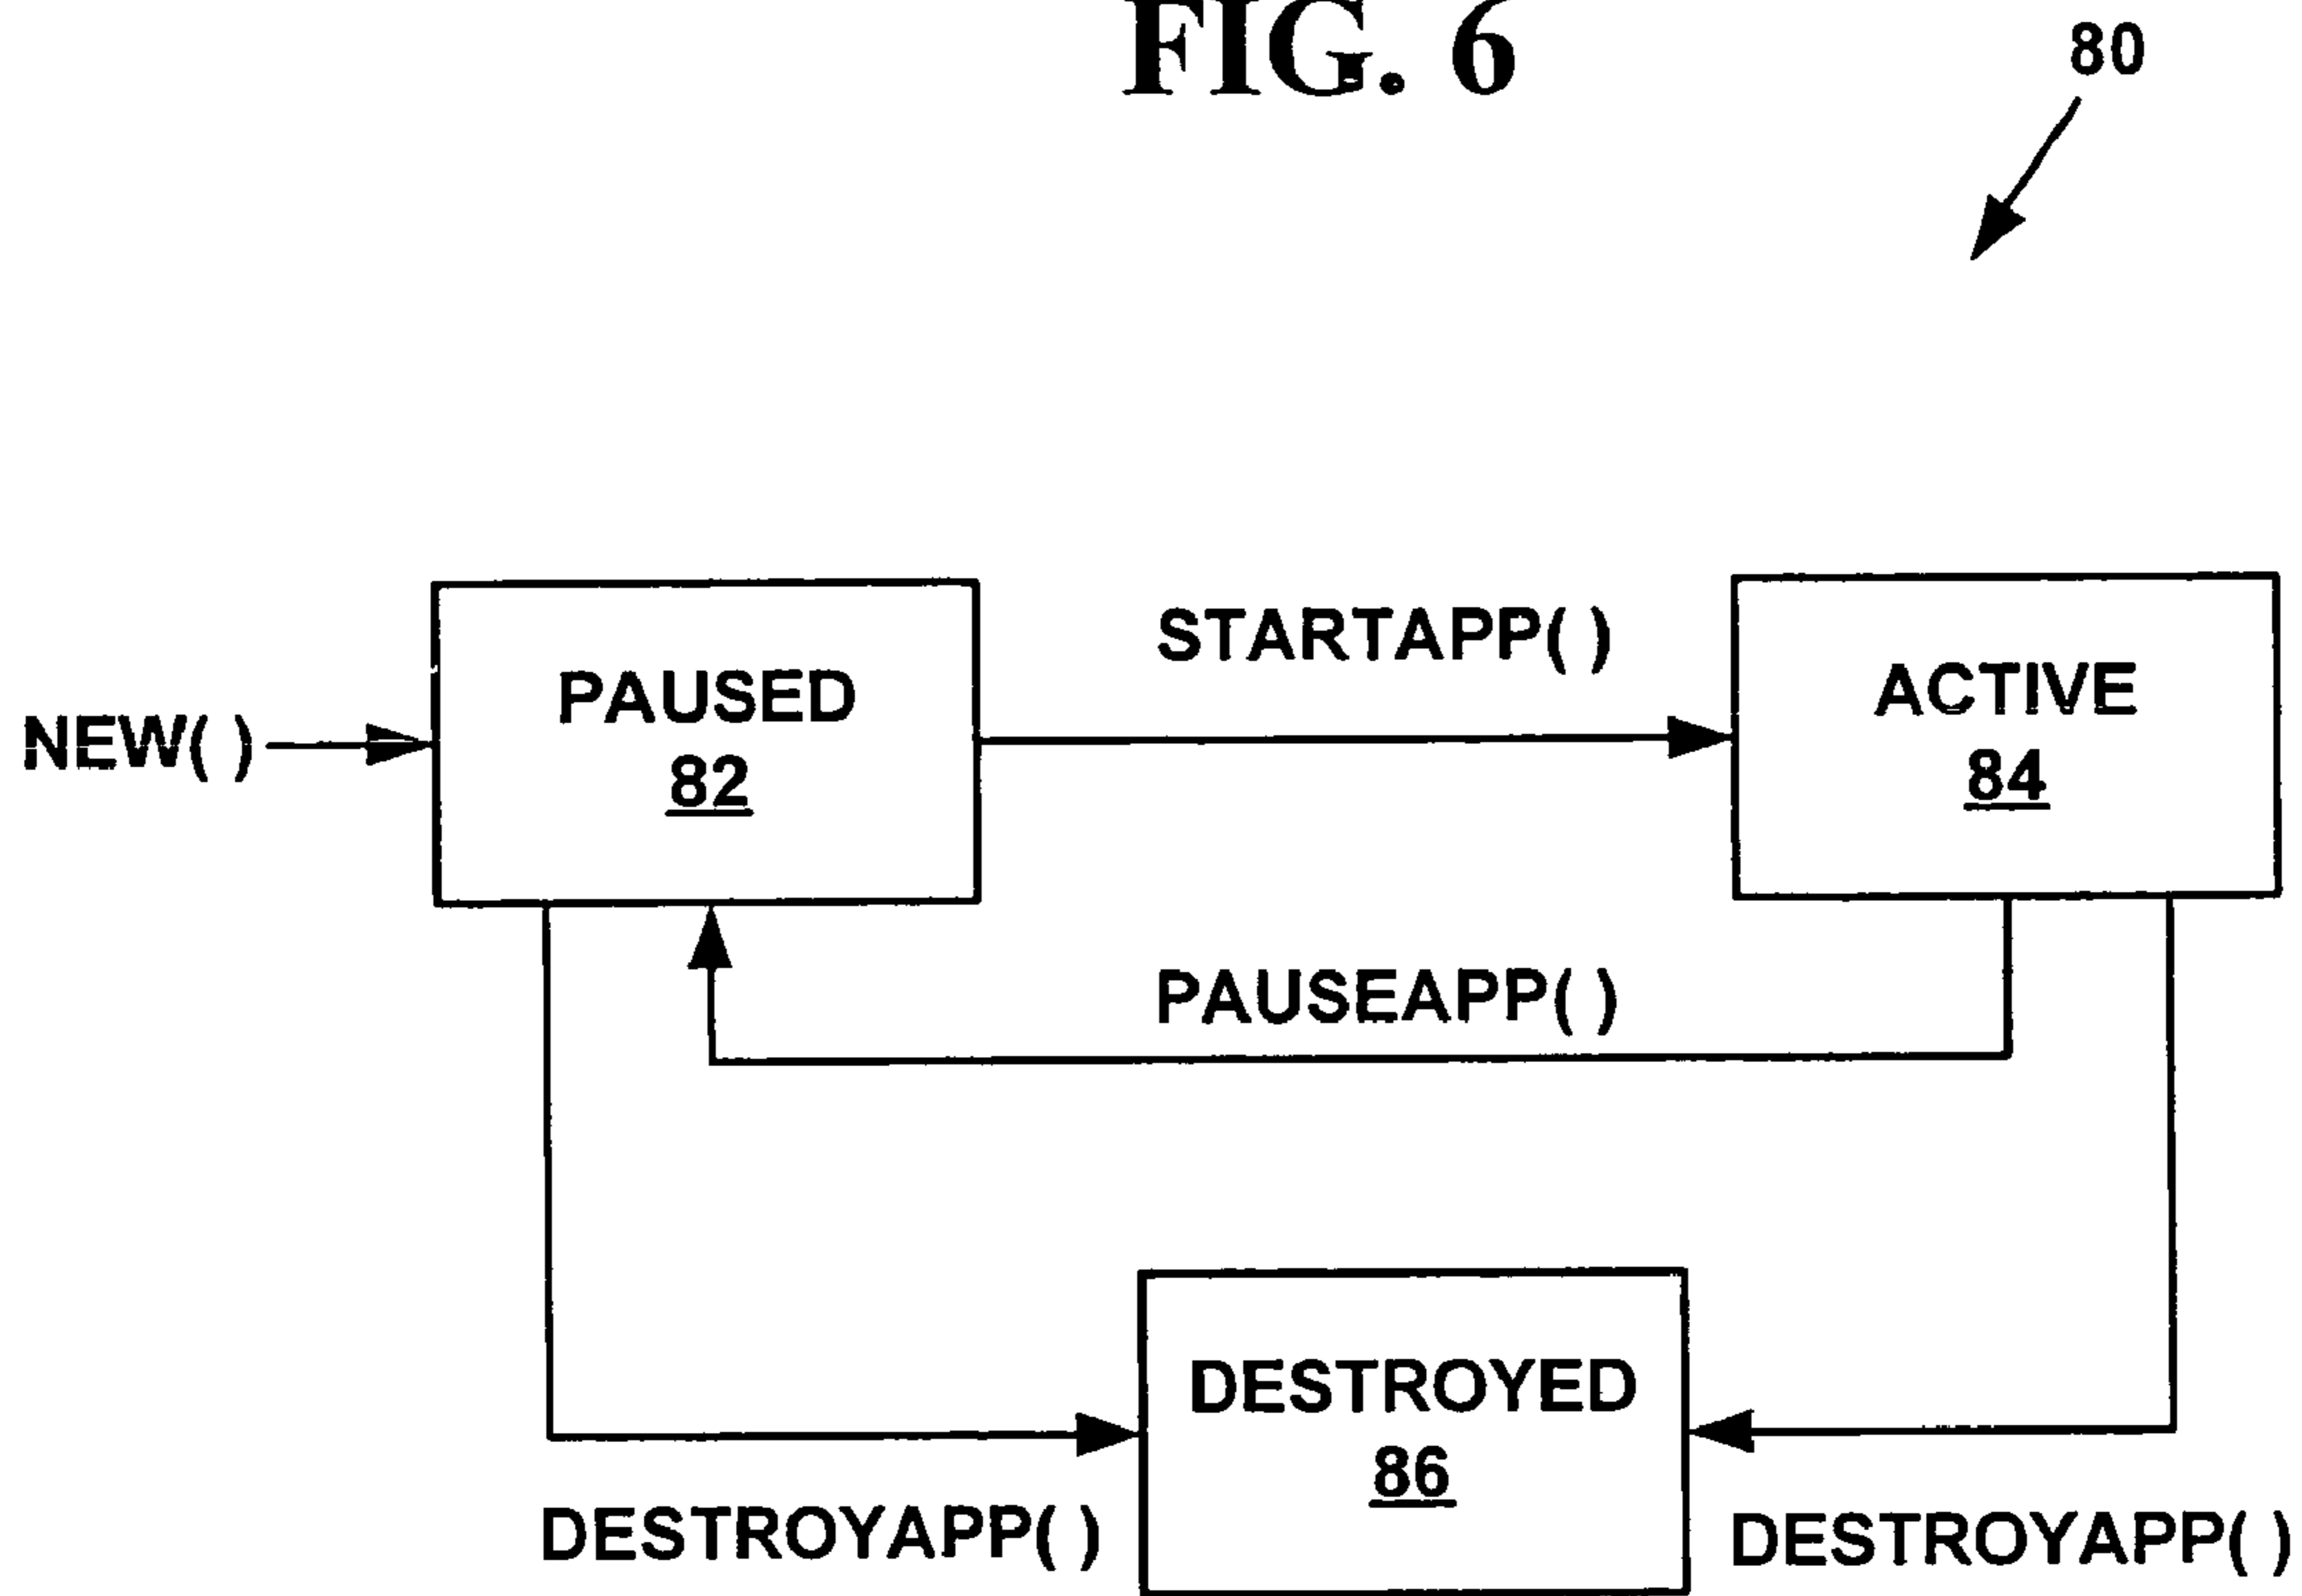 FIG. 6
80
STARTAPP( )
PAUSED
82
ACTIVE
84
NEW( )
PAUSEAPP( )
DESTROYED
86
DESTROYAPP( )
DESTROYAPP( )